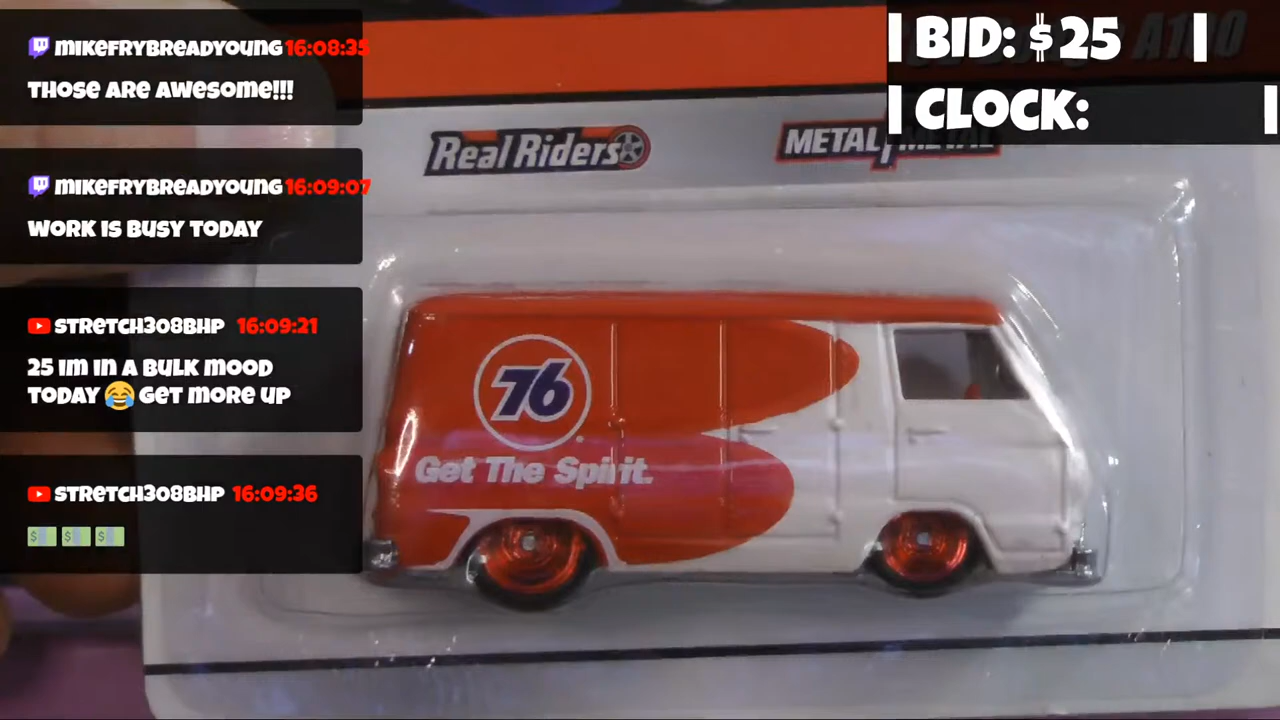 mikefrybreadyoung 16:08:35
Those are awesome!!!
mikefrybreadyoung 16:09:07
Work is busy today
stretch308bhp 16:09:21
25 im in a bulk mood
today 😂 get more up
stretch308bhp 16:09:36
💵 💵 💵
| BID: $25 |
| CLOCK: |
A100
Real Riders
METAL/METAL
76
Get The Spirit.